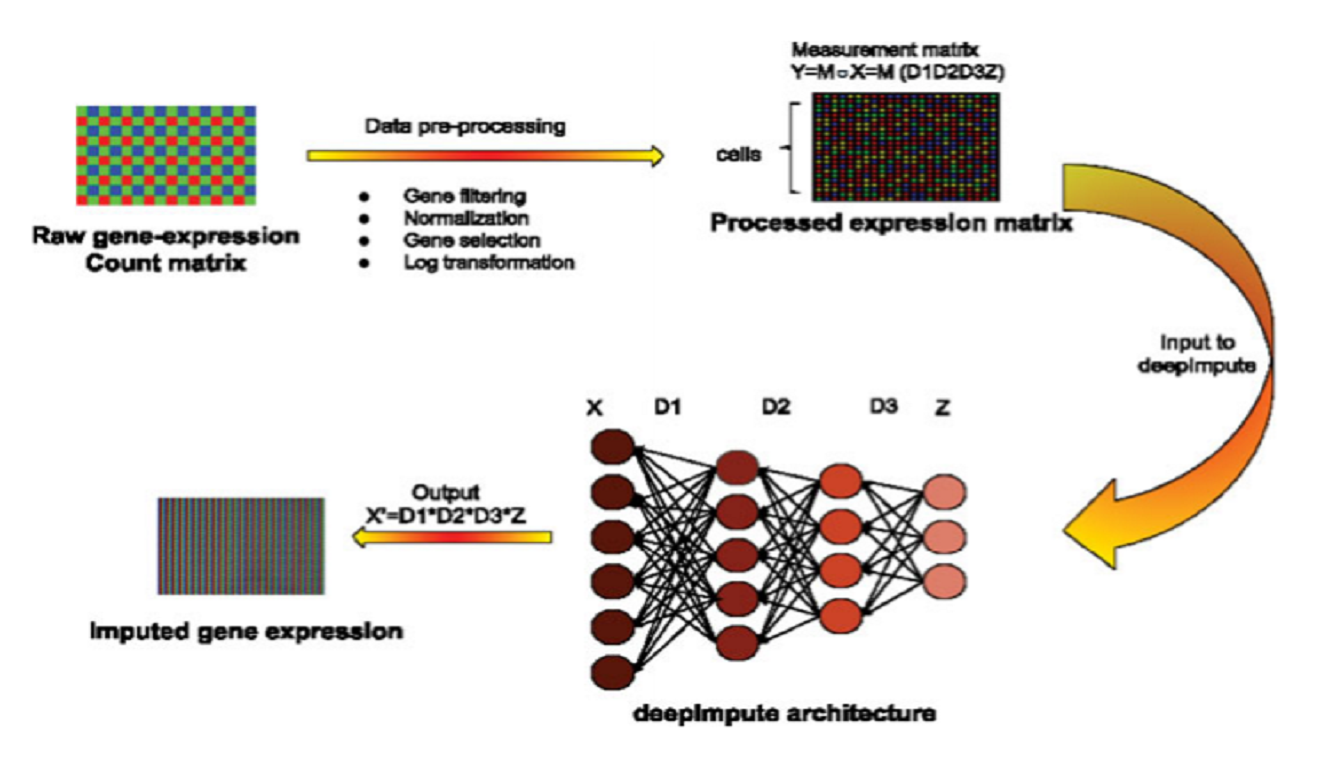 Measurement matrix
Y=M○X=M (D1D2D3Z)
Data pre-processing
cells
● Gene filtering
● Normalization
● Gene selection
● Log transformation
Raw gene-expression
Count matrix
Processed expression matrix
Input to
deepImpute
X D1 D2 D3 Z
Output
X'=D1*D2*D3*Z
Imputed gene expression
deepImpute architecture